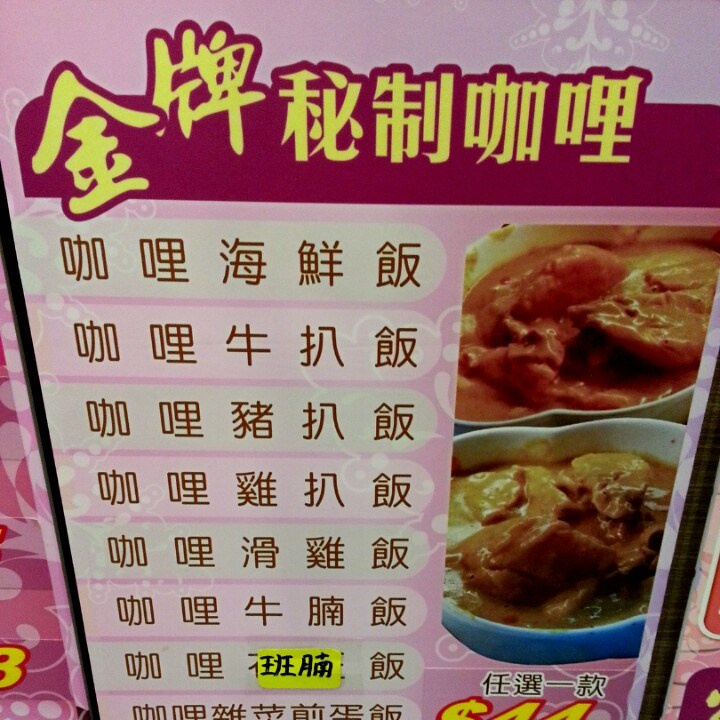 金牌秘制咖哩
咖哩海鮮飯
咖哩牛扒飯
咖哩豬扒飯
咖哩雞扒飯
咖哩滑雞飯
咖哩牛腩飯
咖哩班腩飯
咖哩雜菜煎蛋飯
任選一款